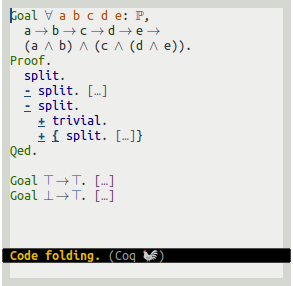 Goal ∀ a b c d e: ℙ,
a → b → c → d → e →
(a ∧ b) ∧ (c ∧ (d ∧ e)).
Proof.
split.
- split. […]
- split.
+ trivial.
+ { split. […]}
Qed.
Goal ⊤→⊤. […]
Goal ⊥→⊤. […]
Code folding. (Coq 🐓)